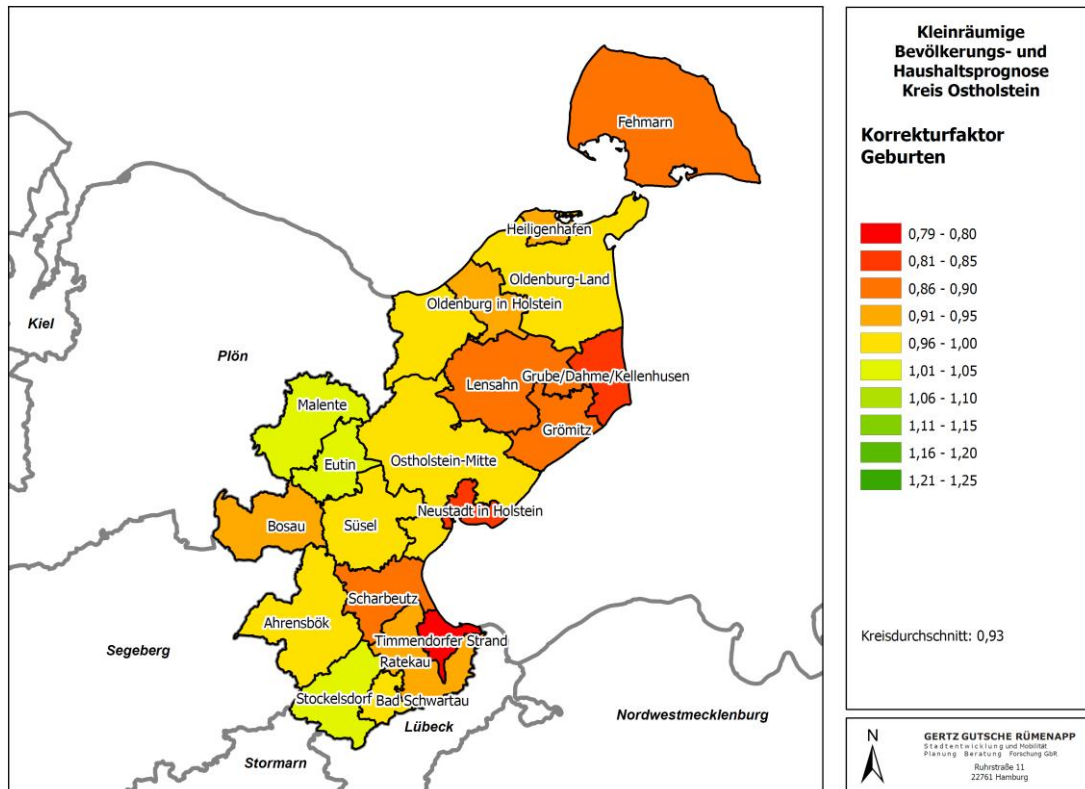 Fehmarn
Heiligenhafen
Oldenburg-Land
Oldenburg in Holstein
Kiel
Plön
Lensahn
Grube/Dahme/Kellenhusen
Malente
Grömitz
Eutin
Ostholstein-Mitte
Bosau
Süsel
Neustadt in Holstein
Scharbeutz
Ahrensbök
Timmendorfer Strand
Segeberg
Ratekau
Stockelsdorf
Bad Schwartau
Nordwestmecklenburg
Lübeck
Stormarn
Kleinräumige
Bevölkerungs- und
Haushaltsprognose
Kreis Ostholstein
Korrekturfaktor
Geburten
0,79 - 0,80
0,81 - 0,85
0,86 - 0,90
0,91 - 0,95
0,96 - 1,00
1,01 - 1,05
1,06 - 1,10
1,11 - 1,15
1,16 - 1,20
1,21 - 1,25
Kreisdurchschnitt: 0,93
N
GERTZ GUTSCHE RÜMENAPP
Stadtentwicklung und Mobilität
Planung Beratung Forschung GbR
Ruhrstraße 11
22761 Hamburg